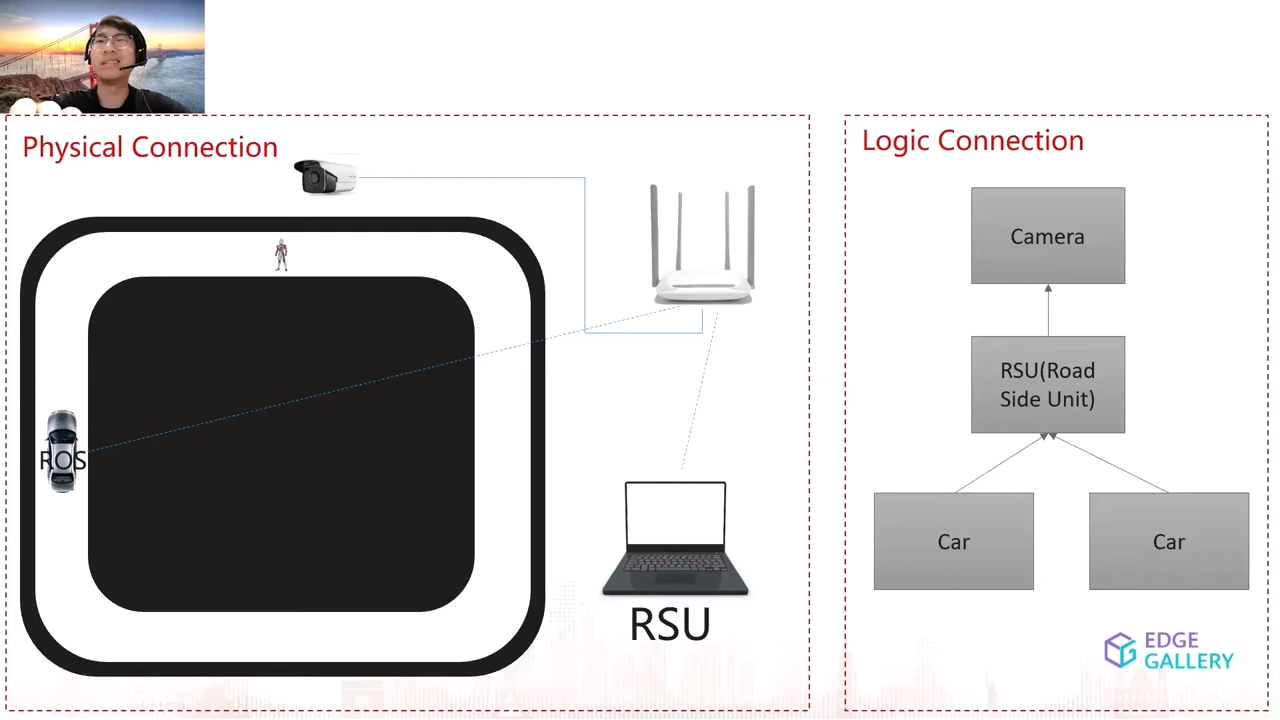 Physical Connection
ROS
RSU
Logic Connection
Camera
RSU(Road
Side Unit)
Car
Car
EDGE
GALLERY